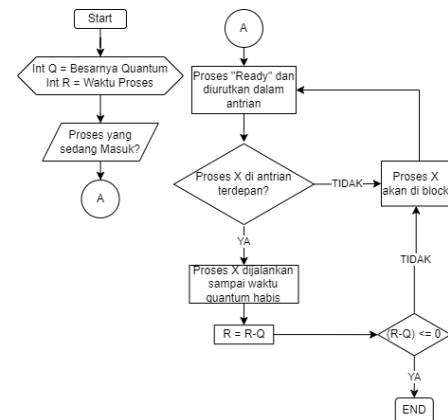 Start
Int Q = Besarnya Quantum
Int R = Waktu Proses
Proses yang
sedang Masuk?
A
A
Proses "Ready" dan
diurutkan dalam
antrian
Proses X di antrian
terdepan?
TIDAK
Proses X
akan di block
YA
Proses X dijalankan
sampai waktu
quantum habis
TIDAK
R = R-Q
(R-Q) <= 0
YA
END